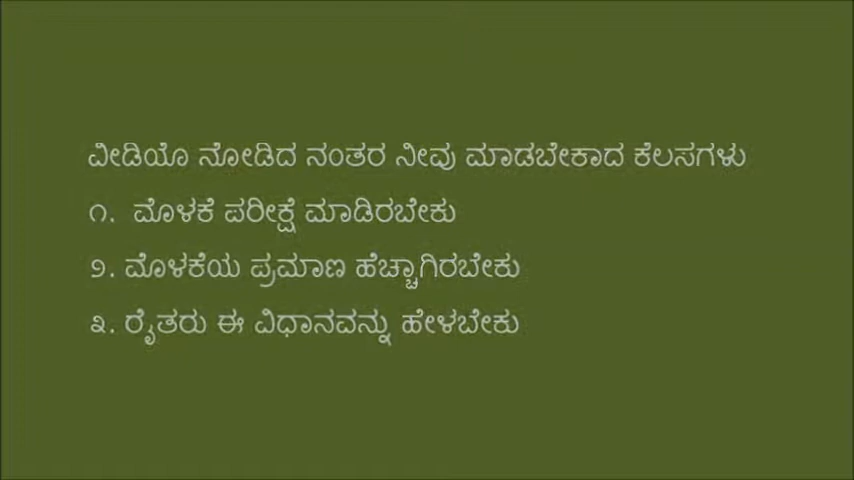 ವೀಡಿಯೊ ನೋಡಿದ ನಂತರ ನೀವು ಮಾಡಬೇಕಾದ ಕೆಲಸಗಳು
೧. ಮೊಳಕೆ ಪರೀಕ್ಷೆ ಮಾಡಿರಬೇಕು
೨. ಮೊಳಕೆಯ ಪ್ರಮಾಣ ಹೆಚ್ಚಾಗಿರಬೇಕು
೩. ರೈತರು ಈ ವಿಧಾನವನ್ನು ಹೇಳಬೇಕು